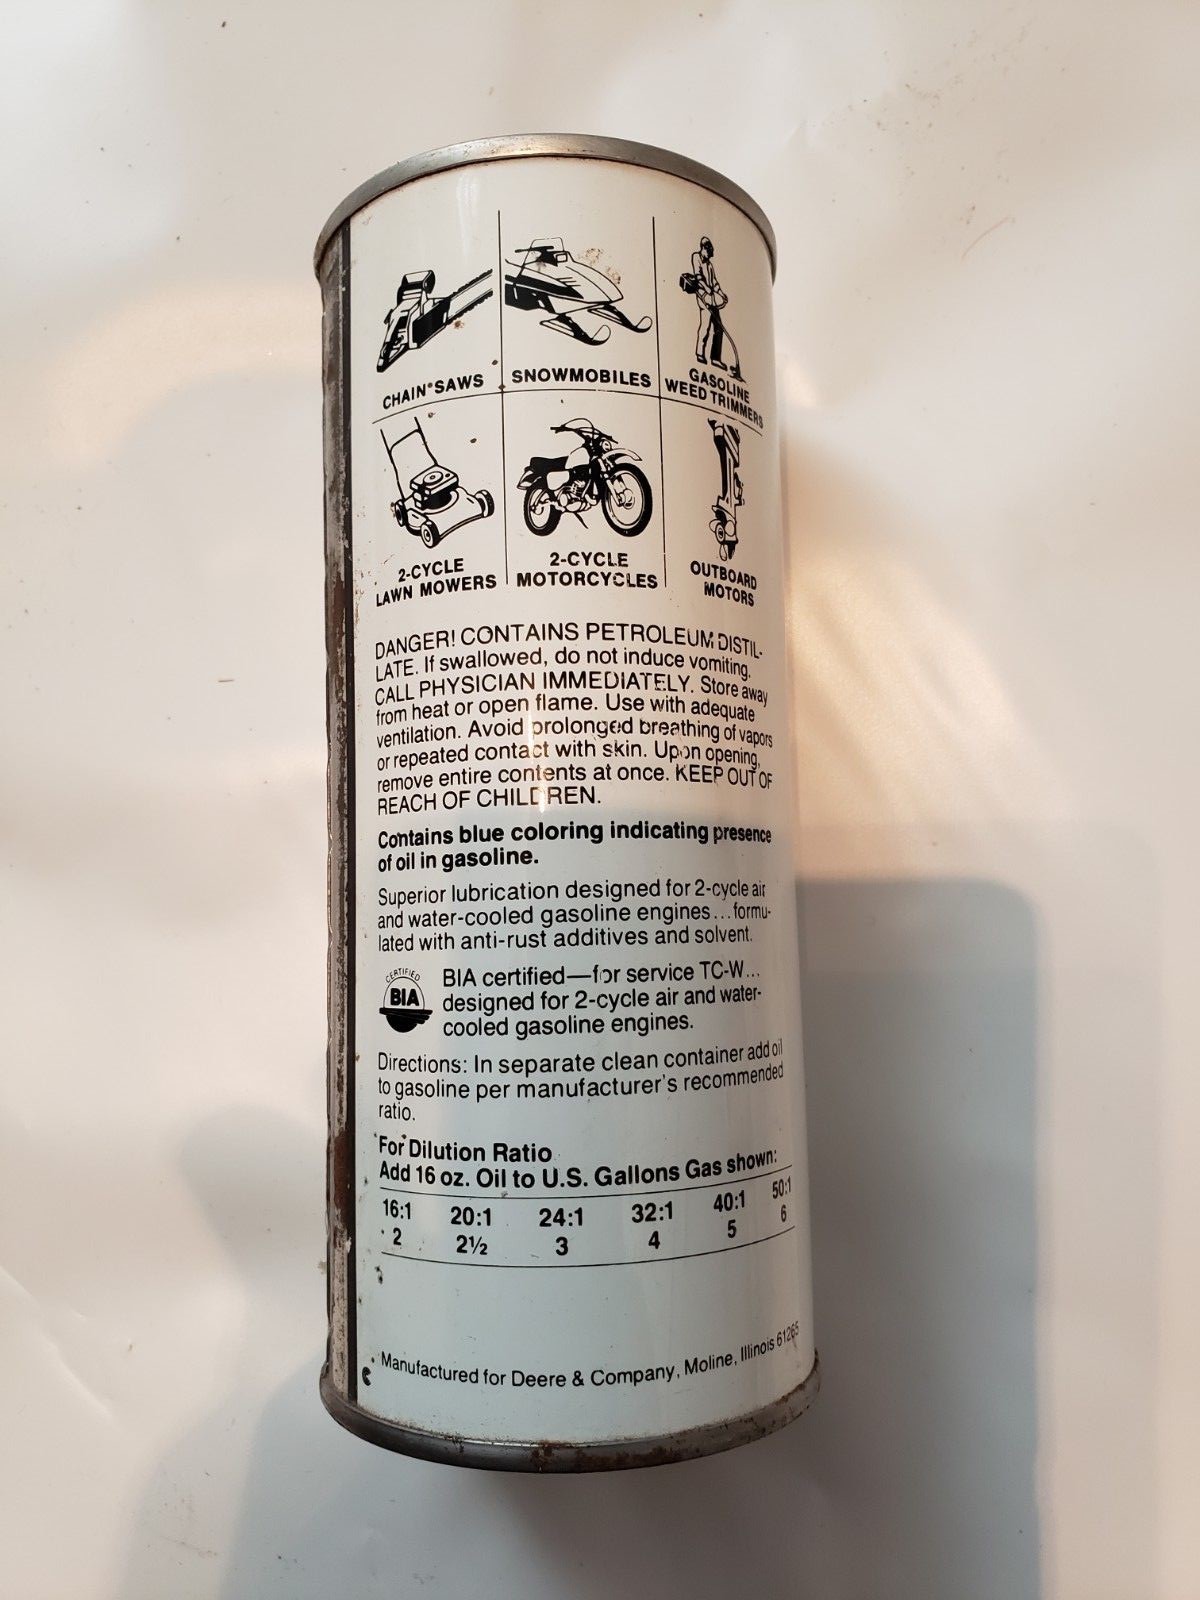 CHAIN SAWS
SNOWMOBILES
GASOLINE
WEED TRIMMERS
2-CYCLE
LAWN MOWERS
2-CYCLE
MOTORCYCLES
OUTBOARD
MOTORS
DANGER! CONTAINS PETROLEUM DISTIL-
LATE. If swallowed, do not induce vomiting.
CALL PHYSICIAN IMMEDIATELY. Store away
from heat or open flame. Use with adequate
ventilation. Avoid prolonged breathing of vapors
or repeated contact with skin. Upon opening,
remove entire contents at once. KEEP OUT OF
REACH OF CHILDREN.
Contains blue coloring indicating presence
of oil in gasoline.
Superior lubrication designed for 2-cycle air
and water-cooled gasoline engines...formu-
lated with anti-rust additives and solvent.
CERTIFIED
BIA
BIA certified—for service TC-W...
designed for 2-cycle air and water-
cooled gasoline engines.
Directions: In separate clean container add oil
to gasoline per manufacturer's recommended
ratio.
For Dilution Ratio
Add 16 oz. Oil to U.S. Gallons Gas shown:
16:1 20:1 24:1 32:1 40:1 50:1
2 2½ 3 4 5 6
Manufactured for Deere & Company, Moline, Illinois 61265